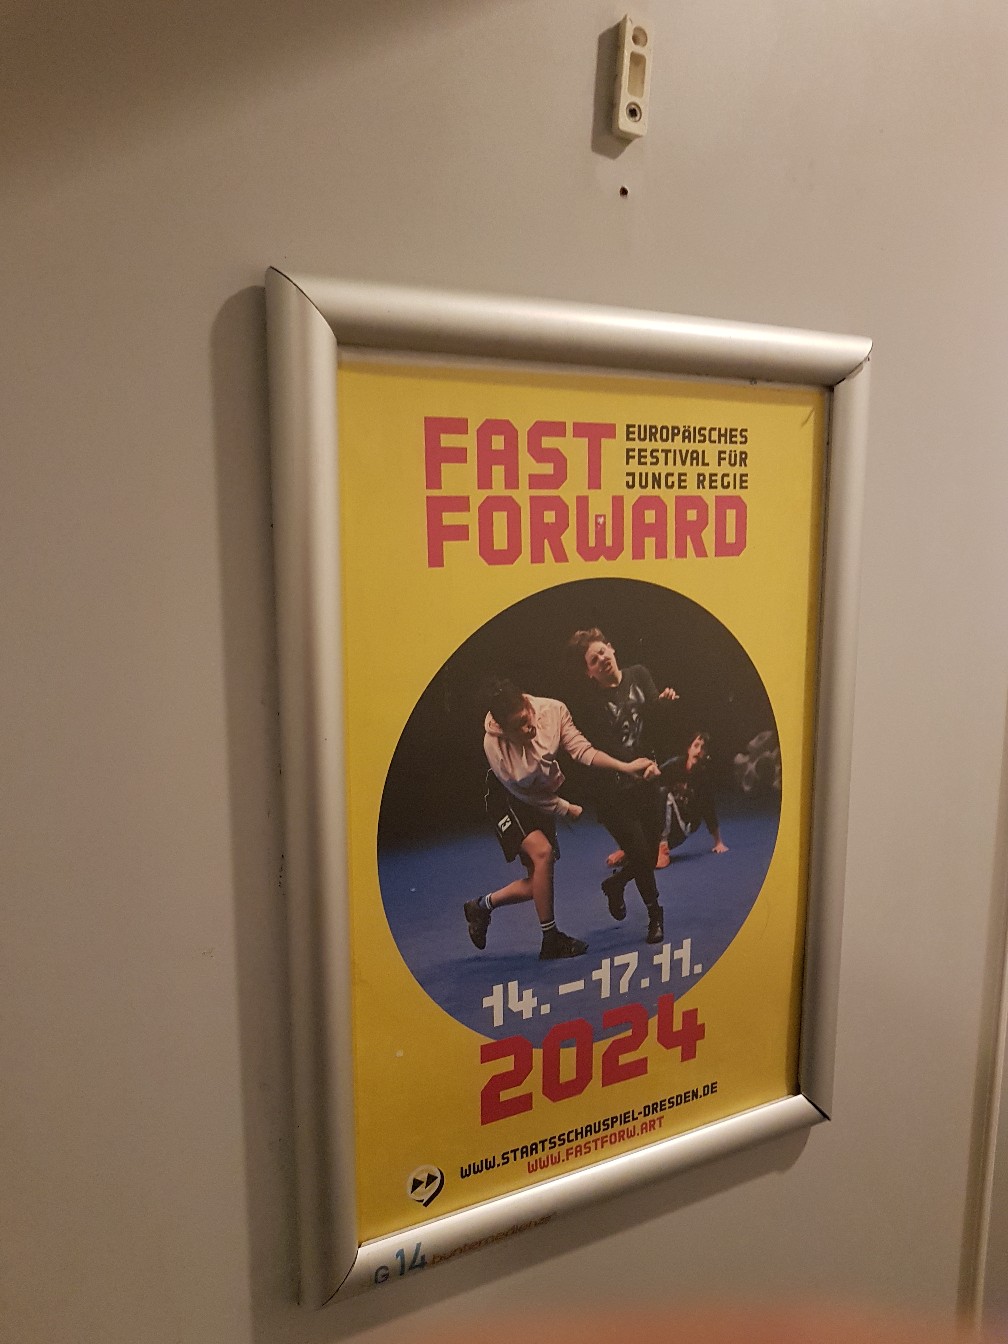 FAST
EUROPÄISCHES
FESTIVAL FÜR
JUNGE REGIE
FORWARD
14.–17.11.
2024
WWW.STAATSSCHAUSPIEL-DRESDEN.DE
WWW.FASTFORW.ART
G 14